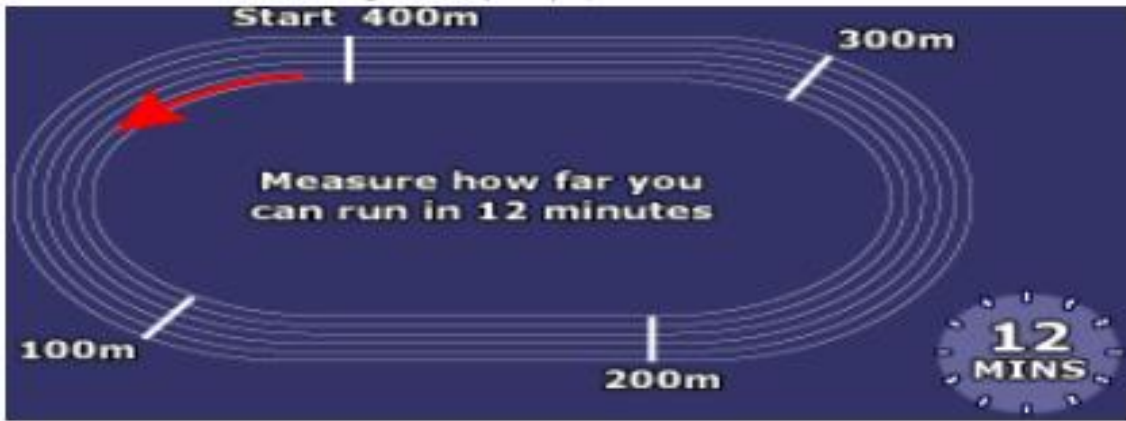 Start 400m
300m
Measure how far you
can run in 12 minutes
100m
200m
12
MINS